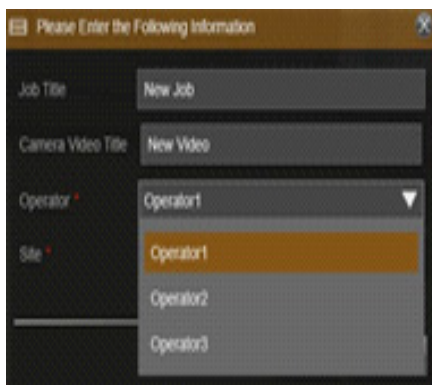 Please Enter the Following Information
Job Title New Job
Camera Video Title New Video
Operator * Operator1
Site * Operator1
Operator2
Operator3